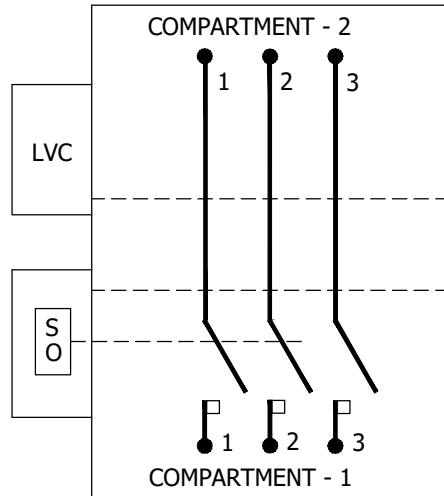 COMPARTMENT - 2
1 2 3
LVC
S
O
1 2 3
COMPARTMENT - 1